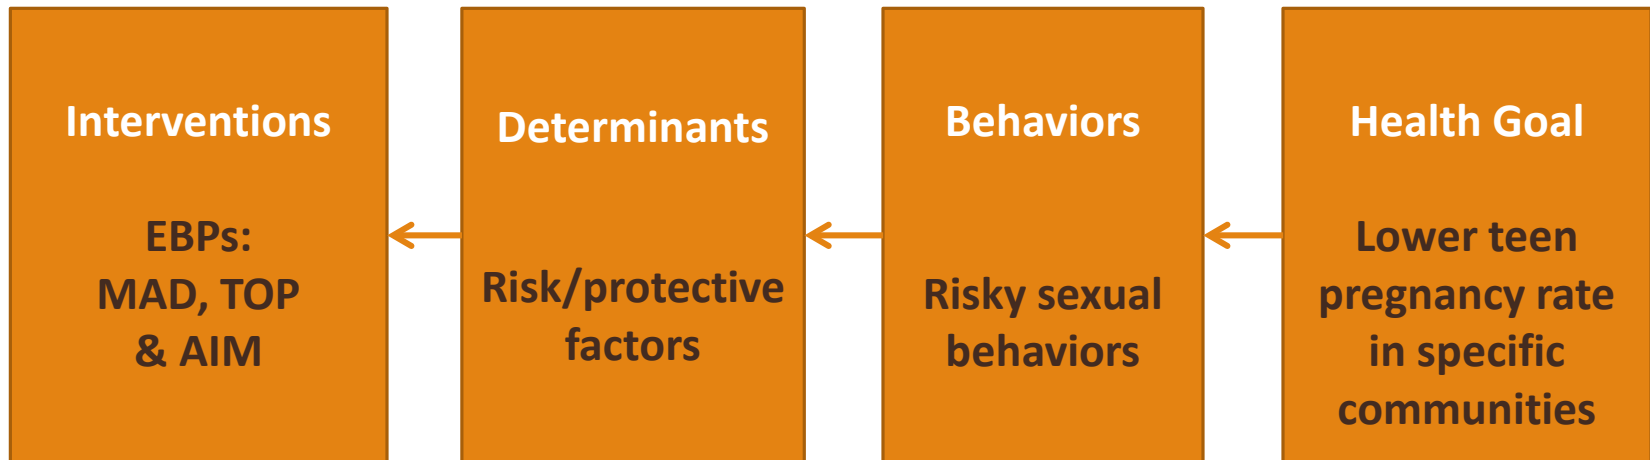 Interventions
EBPs:
MAD, TOP
& AIM
Determinants
Risk/protective
factors
Behaviors
Risky sexual
behaviors
Health Goal
Lower teen
pregnancy rate
in specific
communities